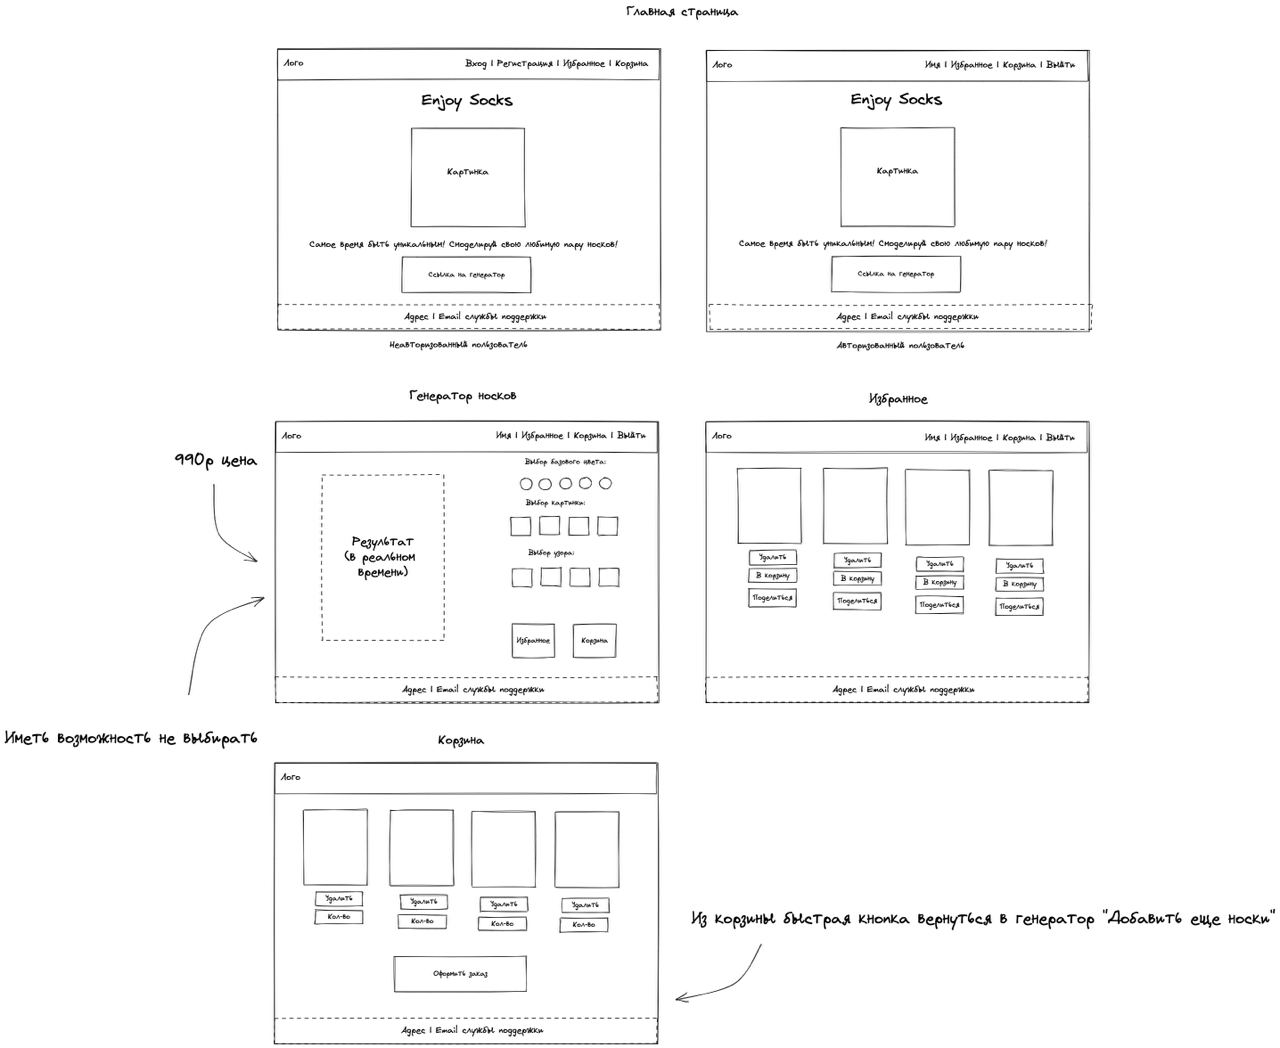 Главная страница
Лого
Вход | Регистрация | Избранное | Корзина
Enjoy Socks
Картинка
Самое время быть уникальным! Смоделируй свою любимую пару носков!
Ссылка на генератор
Адрес | Email службы поддержки
Неавторизованный пользователь
Лого
Имя | Избранное | Корзина | Выйти
Enjoy Socks
Картинка
Самое время быть уникальным! Смоделируй свою любимую пару носков!
Ссылка на генератор
Адрес | Email службы поддержки
Авторизованный пользователь
Генератор носков
Лого
Имя | Избранное | Корзина | Выйти
990р цена
Результат
(в реальном
времени)
Выбор базового цвета:
Выбор картинки:
Выбор узора:
Избранное
Корзина
Адрес | Email службы поддержки
Иметь возможность не выбирать
Избранное
Лого
Имя | Избранное | Корзина | Выйти
Удалить
Удалить
Удалить
Удалить
В корзину
В корзину
В корзину
В корзину
Поделиться
Поделиться
Поделиться
Поделиться
Адрес | Email службы поддержки
Корзина
Лого
Удалить
Удалить
Удалить
Удалить
Кол-во
Кол-во
Кол-во
Кол-во
Оформить заказ
Адрес | Email службы поддержки
Из корзины быстрая кнопка вернуться в генератор "Добавить еще носки"